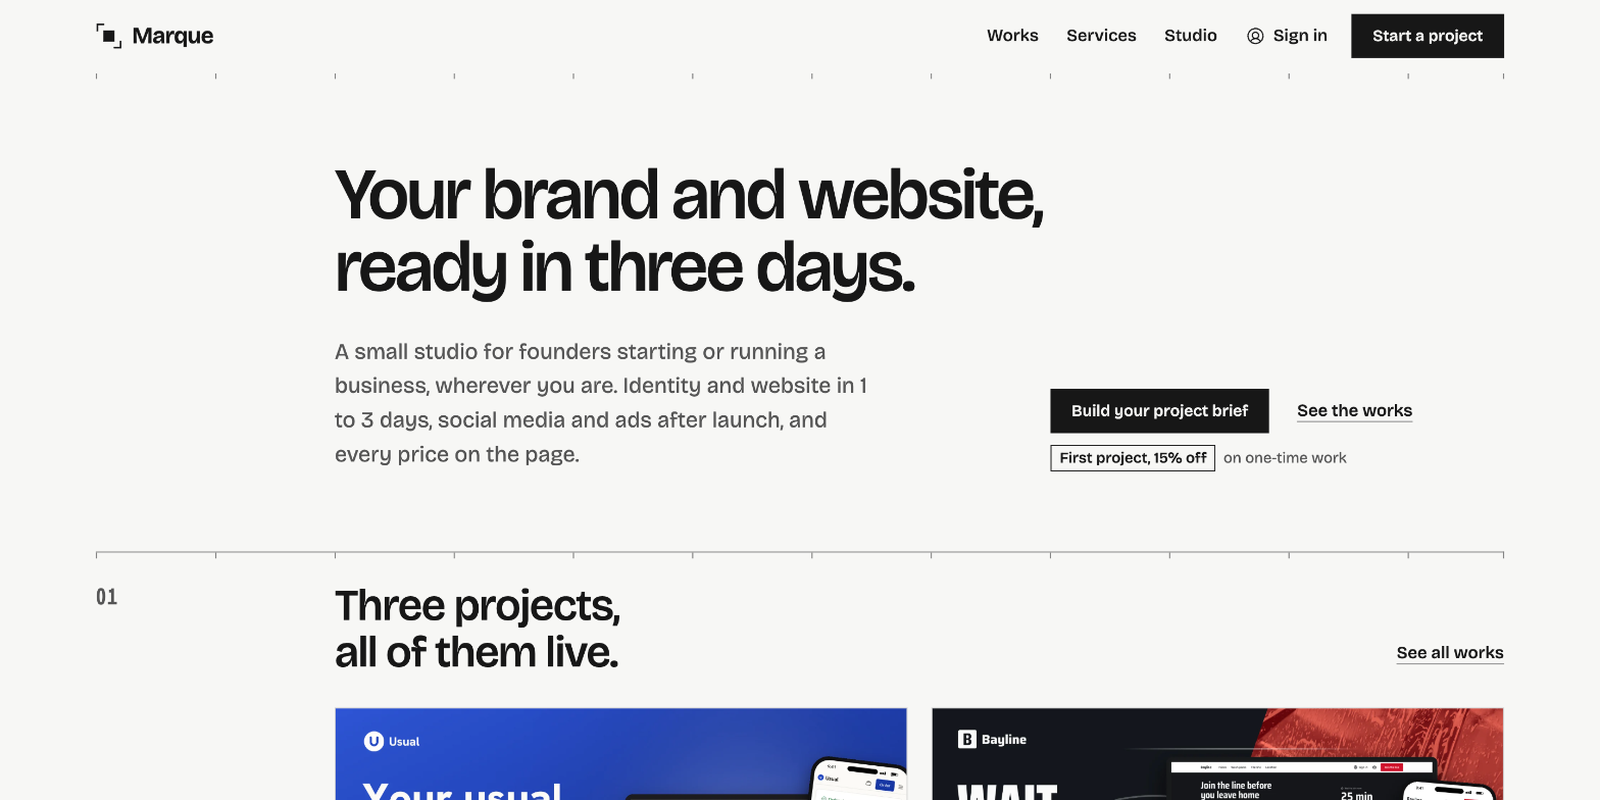 Marque
Works
Services
Studio
Sign in
Start a project
Your brand and website,
ready in three days.
A small studio for founders starting or running a
business, wherever you are. Identity and website in 1
to 3 days, social media and ads after launch, and
every price on the page.
Build your project brief
See the works
First project, 15% off
on one-time work
01
Three projects,
all of them live.
See all works
U Usual
Your usual
B Bayline
WAIT
Join the line before
you leave home
25 min